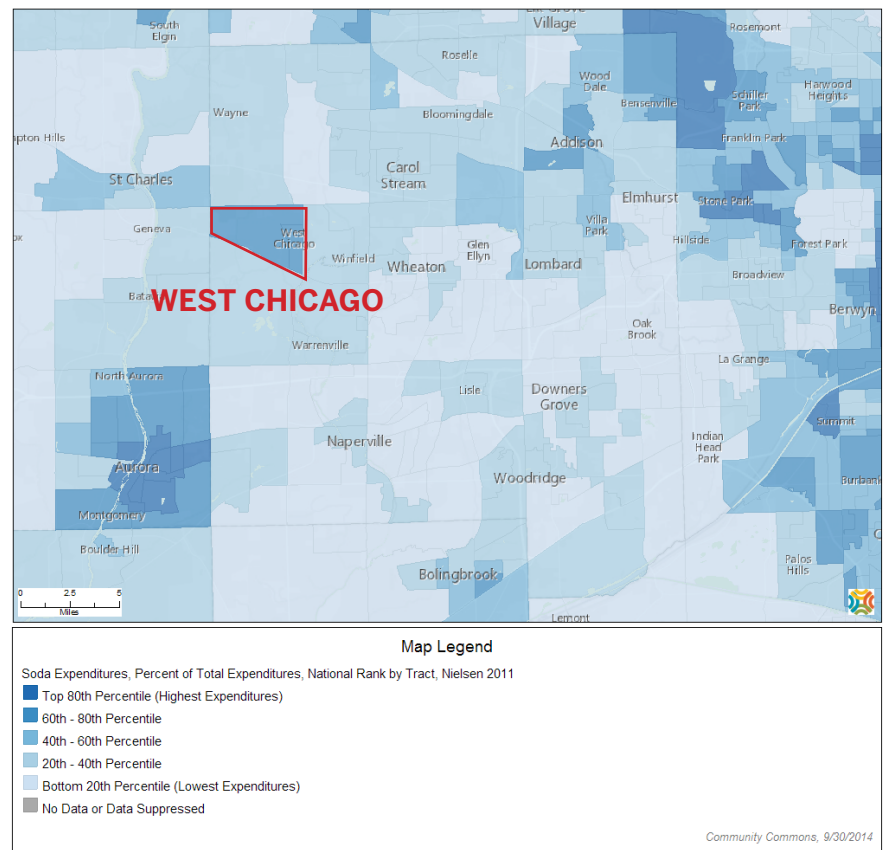 South
Elgin
Village
Rosemont
Roselle
Wood
Dale
Harwood
Heights
Schiller
Park
Bensenville
Wayne
Bloomingdale
Franklin Park
Addison
Carol
Stream
St Charles
Elmhurst
Stone Park
Villa
Park
Geneva
West
Chicago
Hillside
Forest Park
Glen
Ellyn
Winfield
Wheaton
Lombard
Broadview
WEST CHICAGO
Berwyn
Oak
Brook
Warrenville
La Grange
North Aurora
Lisle
Downers
Grove
Summit
Naperville
Indian
Head
Park
Aurora
Woodridge
Burbank
Montgomery
Boulder Hill
Palos
Hills
Bolingbrook
0 2.5 5
Miles
Lemont
Map Legend
Soda Expenditures, Percent of Total Expenditures, National Rank by Tract, Nielsen 2011
Top 80th Percentile (Highest Expenditures)
60th - 80th Percentile
40th - 60th Percentile
20th - 40th Percentile
Bottom 20th Percentile (Lowest Expenditures)
No Data or Data Suppressed
Community Commons, 9/30/2014